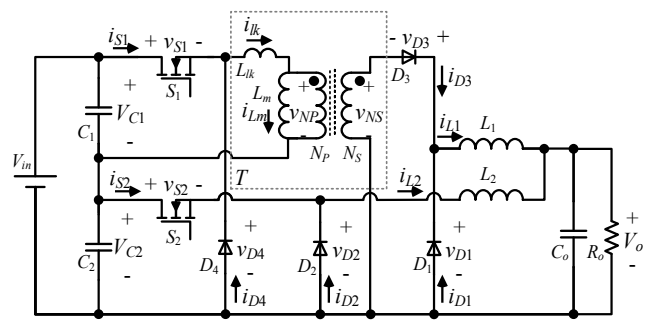 i_S1 + v_S1 - i_lk - v_D3 +
S_1 L_lk D_3 i_D3
+ V_C1 - C_1
L_m i_Lm + v_NP - + v_NS -
N_P N_S
T
i_L1 L_1
V_in
i_S2 + v_S2 - i_L2 L_2
S_2
+ V_C2 - C_2
D_4 + v_D4 - i_D4
D_2 + v_D2 - i_D2
D_1 + v_D1 - i_D1
C_o R_o + V_o -